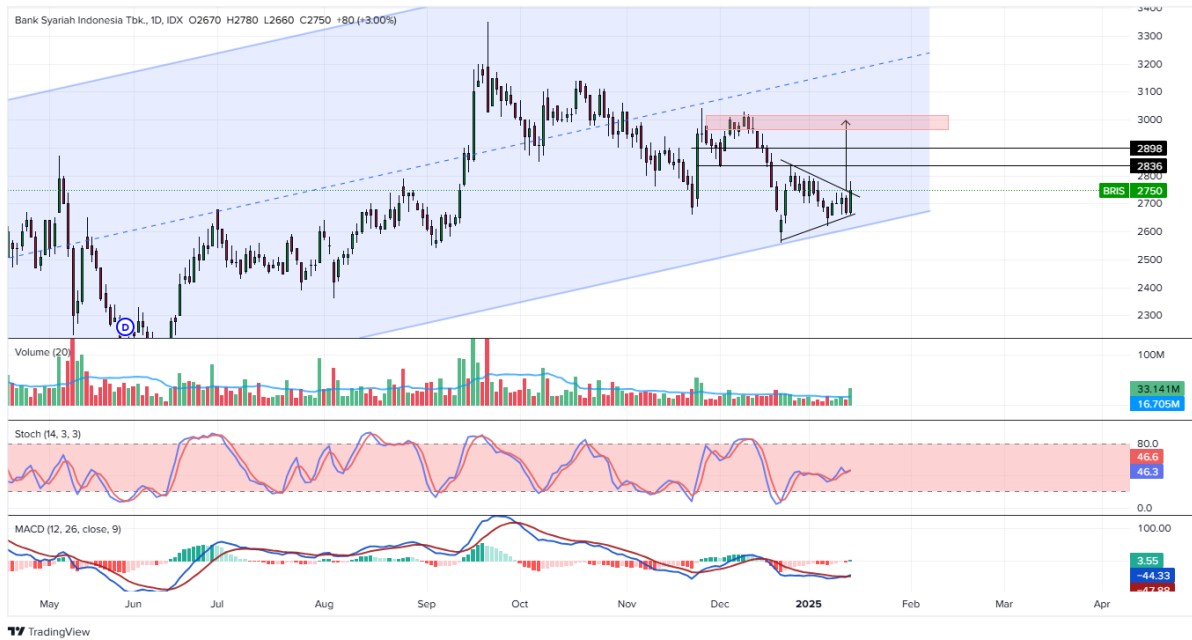 Bank Syariah Indonesia Tbk., 1D, IDX O2670 H2780 L2660 C2750 +80 (+3.00%)
3400
3300
3200
3100
3000
2898
2836
2800
BRIS 2750
2700
2600
2500
2400
2300
D
Volume (20)
100M
33.141M
16.705M
Stoch (14, 3, 3)
80.0
46.6
46.3
0.0
MACD (12, 26, close, 9)
100.00
3.55
-44.33
-47.88
May Jun Jul Aug Sep Oct Nov Dec 2025 Feb Mar Apr
TradingView